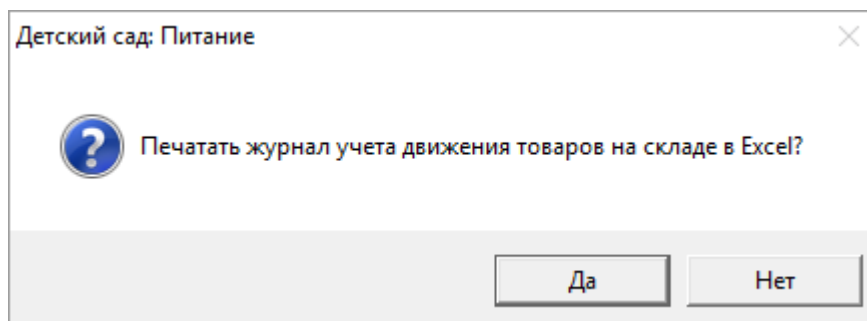 Детский сад: Питание
Печатать журнал учета движения товаров на складе в Excel?
Да
Нет